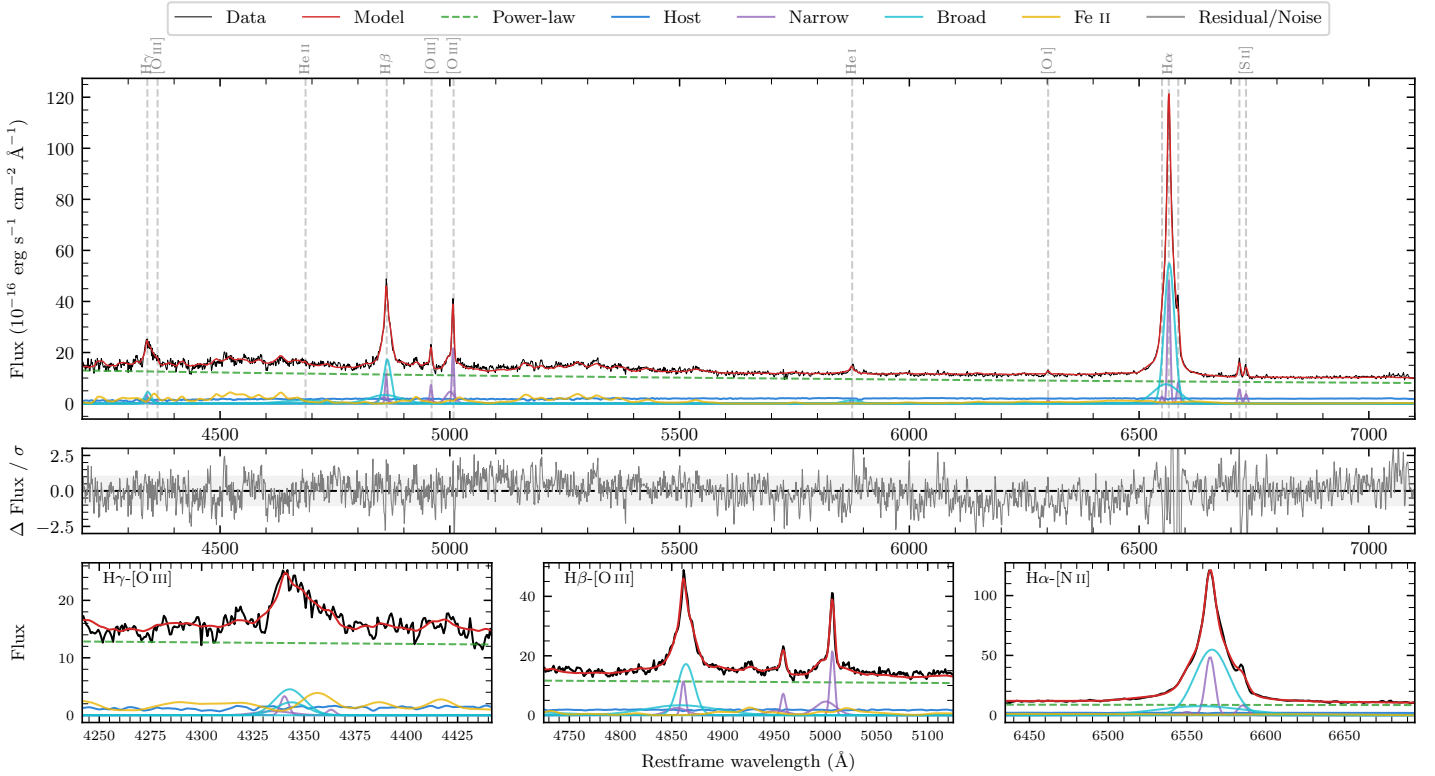 Data Model Power-law Host Narrow Broad Fe II Residual/Noise
Hγ [O III] He II Hβ [O III] [O III] He I [O I] Hα [S II]
Flux (10⁻¹⁶ erg s⁻¹ cm⁻² Å⁻¹)
120
100
80
60
40
20
0
4500 5000 5500 6000 6500 7000
Δ Flux / σ
2.5
0.0
−2.5
4500 5000 5500 6000 6500 7000
Hγ-[O III]
Flux
20
10
0
4250 4275 4300 4325 4350 4375 4400 4425
Hβ-[O III]
40
20
0
4750 4800 4850 4900 4950 5000 5050 5100
Hα-[N II]
100
50
0
6450 6500 6550 6600 6650
Restframe wavelength (Å)